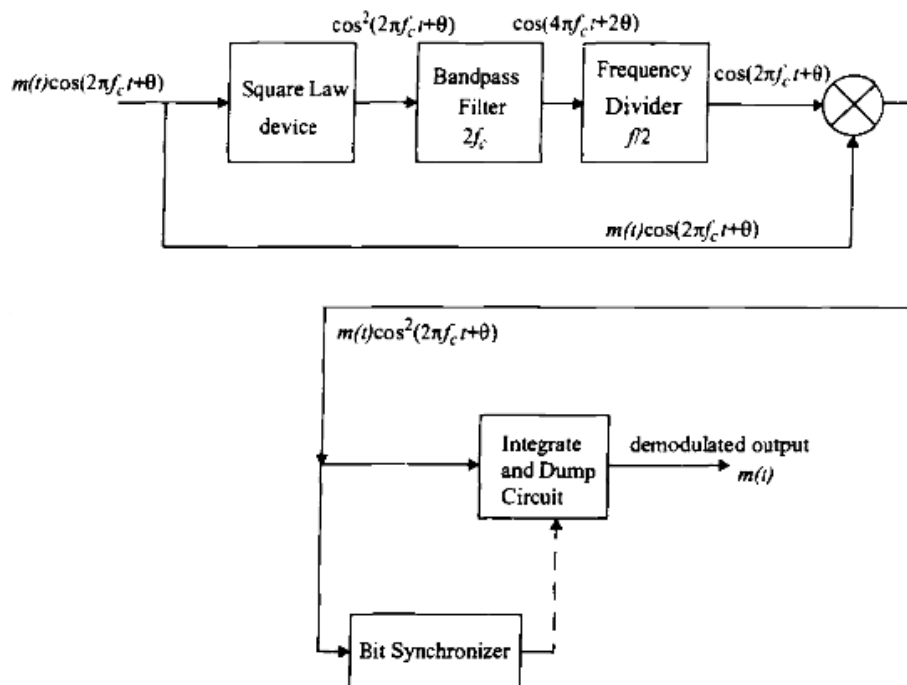 cos²(2πf_c t+θ)
cos(4πf_c t+2θ)
m(t)cos(2πf_c t+θ)
Square Law
device
Bandpass
Filter
2f_c
Frequency
Divider
f/2
cos(2πf_c t+θ)
m(t)cos(2πf_c t+θ)
m(t)cos²(2πf_c t+θ)
Integrate
and Dump
Circuit
demodulated output
m(t)
Bit Synchronizer